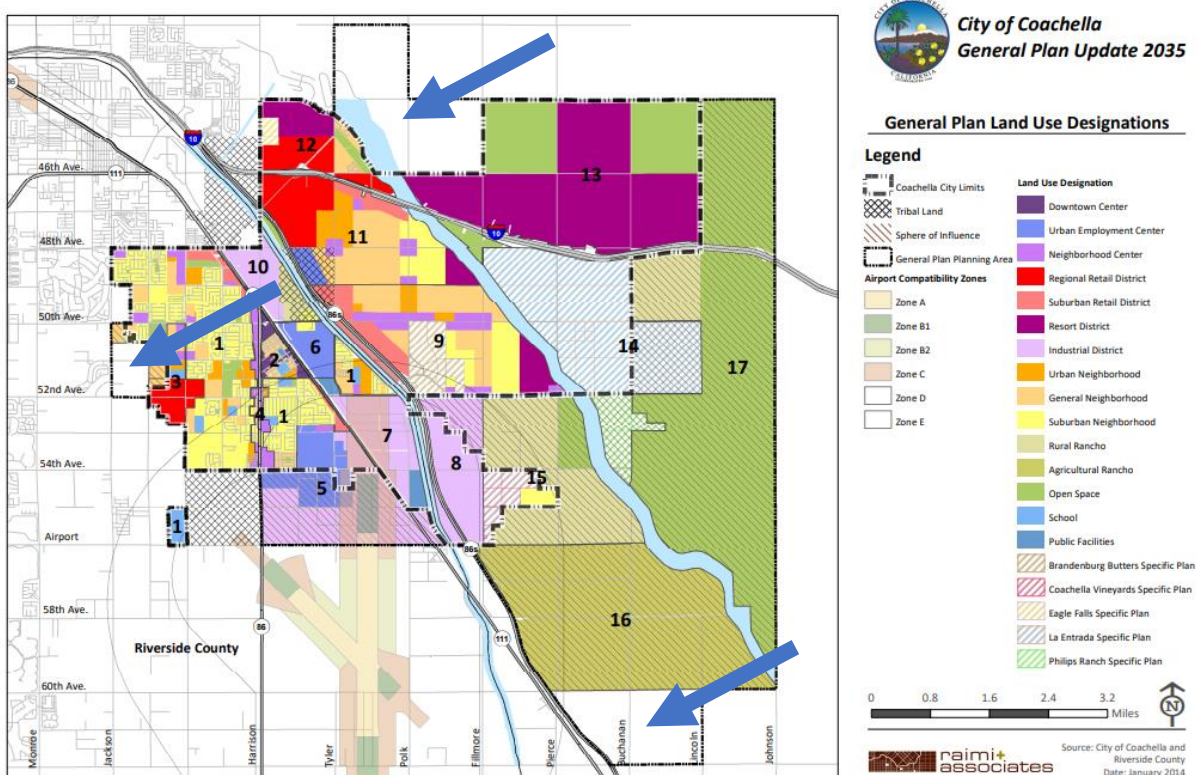 CITY OF COACHELLA
CALIFORNIA
City of Coachella
General Plan Update 2035
General Plan Land Use Designations
Legend
Coachella City Limits
Tribal Land
Sphere of Influence
General Plan Planning Area
Airport Compatibility Zones
Zone A
Zone B1
Zone B2
Zone C
Zone D
Zone E
Land Use Designation
Downtown Center
Urban Employment Center
Neighborhood Center
Regional Retail District
Suburban Retail District
Resort District
Industrial District
Urban Neighborhood
General Neighborhood
Suburban Neighborhood
Rural Rancho
Agricultural Rancho
Open Space
School
Public Facilities
Brandenburg Butters Specific Plan
Coachella Vineyards Specific Plan
Eagle Falls Specific Plan
La Entrada Specific Plan
Philips Ranch Specific Plan
0 0.8 1.6 2.4 3.2
Miles
N
raimi+
associates
Source: City of Coachella and
Riverside County
Date: January 2014
86
10
111
46th Ave.
12
13
48th Ave.
11
10
10
50th Ave.
86s
1
2
6
9
14
17
52nd Ave.
3
1
4
1
7
8
54th Ave.
5
15
1
Airport
86s
58th Ave.
16
86
111
Riverside County
60th Ave.
Monroe
Jackson
Harrison
Tyler
Polk
Fillmore
Pierce
Buchanan
Lincoln
Johnson